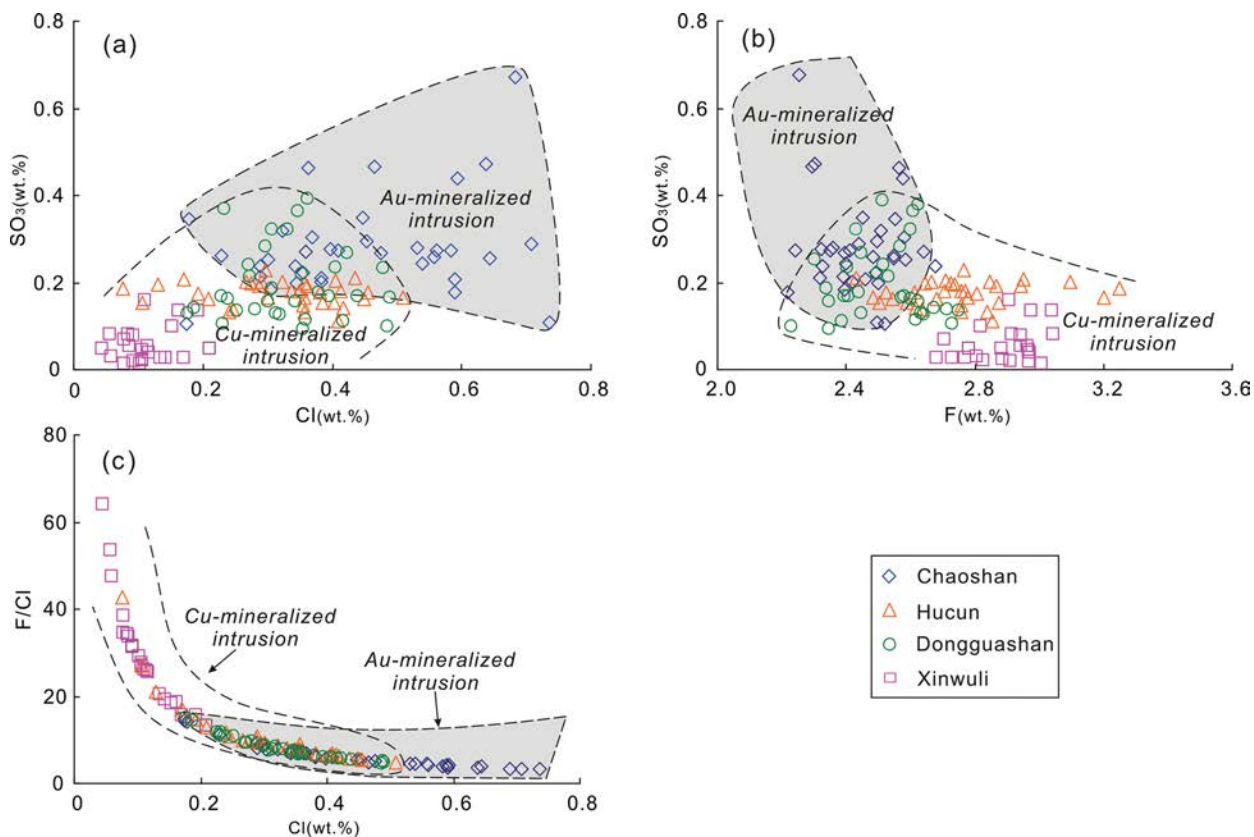 (a)
0.8
0.6
0.4
0.2
0
SO₃(wt.%)
Au-mineralized
intrusion
Cu-mineralized
intrusion
0
0.2
0.4
0.6
0.8
Cl(wt.%)
(b)
0.8
0.6
0.4
0.2
0
SO₃(wt.%)
Au-mineralized
intrusion
Cu-mineralized
intrusion
2.0
2.4
2.8
3.2
3.6
F(wt.%)
(c)
80
60
40
20
0
F/Cl
Cu-mineralized
intrusion
Au-mineralized
intrusion
0
0.2
0.4
0.6
0.8
Cl(wt.%)
Chaoshan
Hucun
Dongguashan
Xinwuli